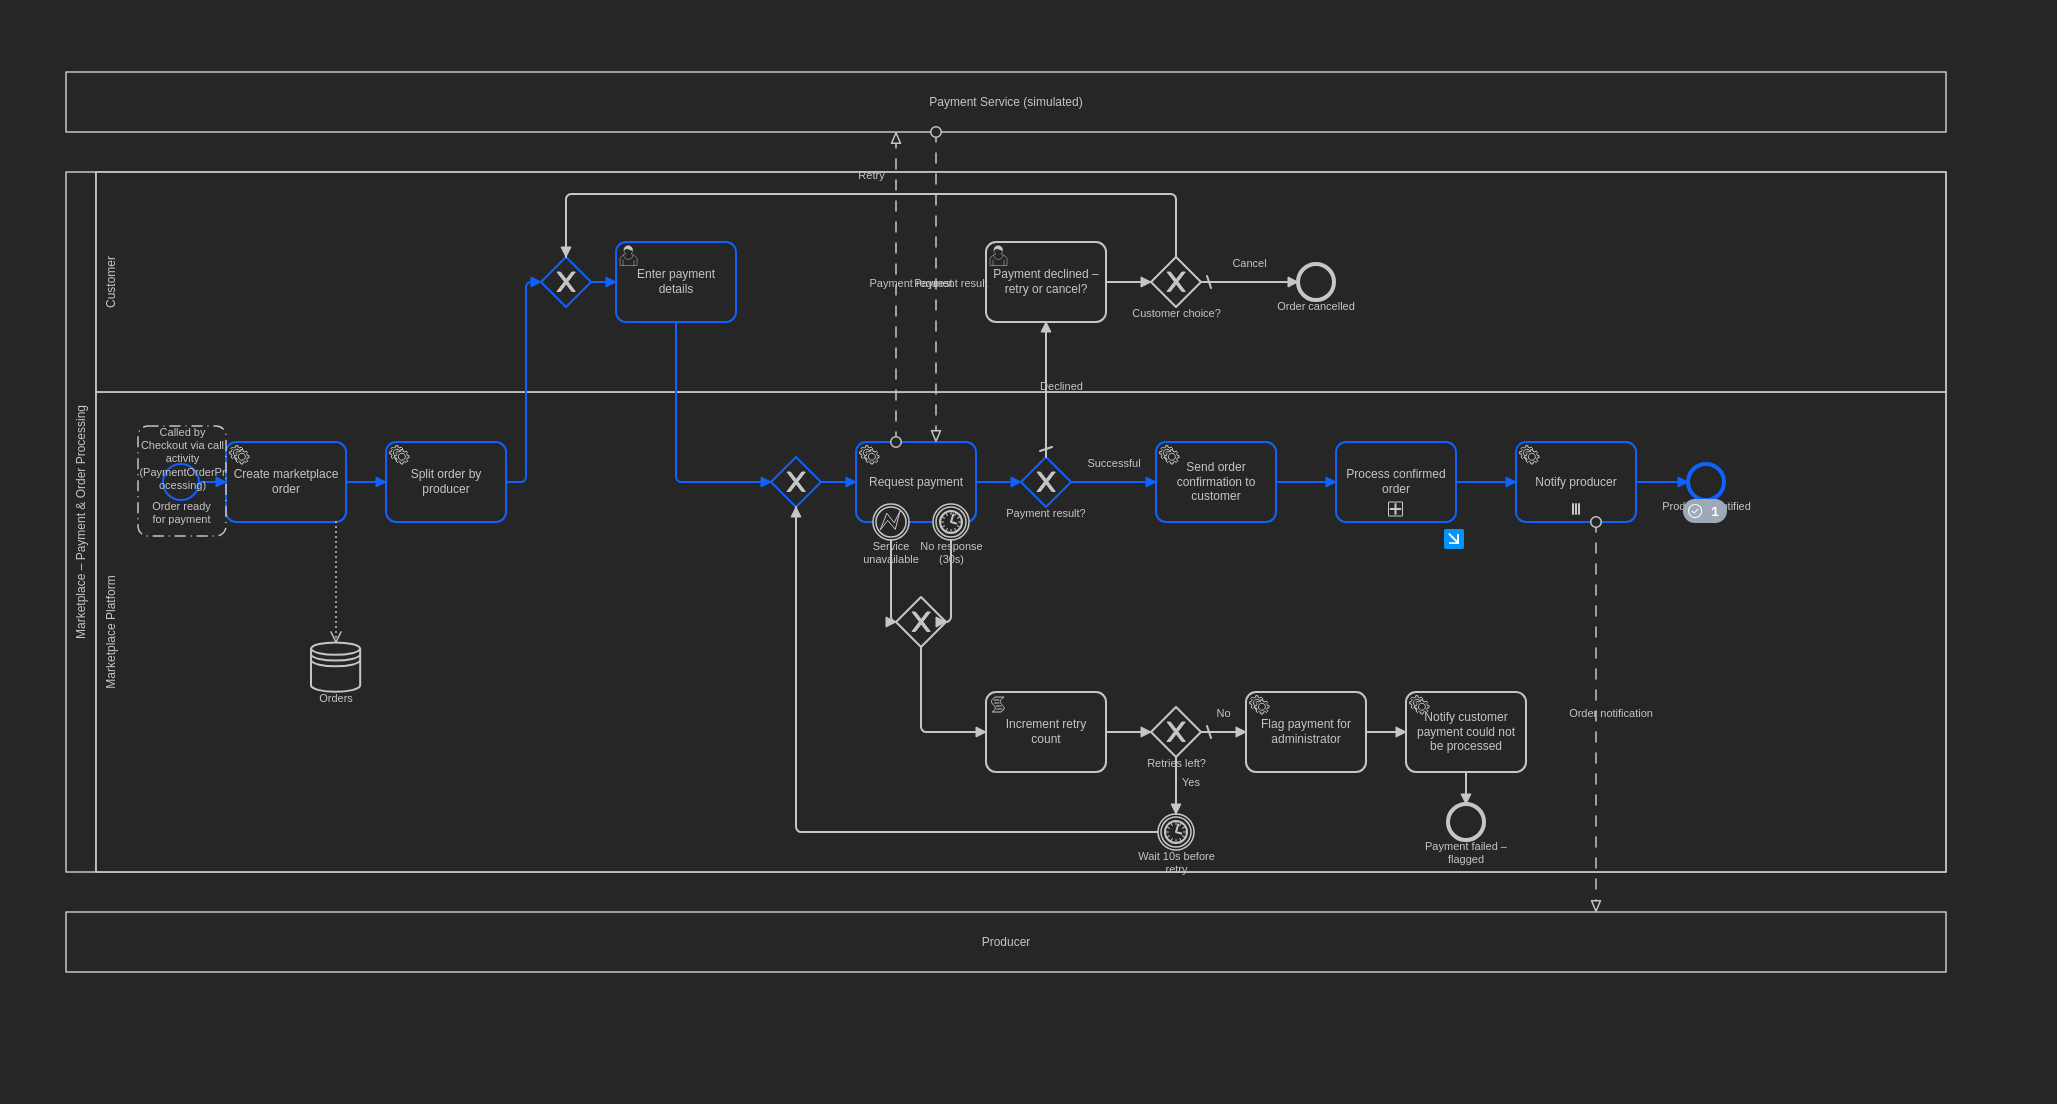 Payment Service (simulated)
Retry
Customer
Enter payment
details
Payment request
Payment result
Payment declined –
retry or cancel?
Customer choice?
Cancel
Order cancelled
Declined
Marketplace – Payment & Order Processing
Marketplace Platform
Called by
Checkout via call
activity
(PaymentOrderPr
ocessing)
Order ready
for payment
Create marketplace
order
Split order by
producer
Request payment
Payment result?
Successful
Send order
confirmation to
customer
Process confirmed
order
Notify producer
1
Service
unavailable
No response
(30s)
Orders
Increment retry
count
Retries left?
No
Yes
Flag payment for
administrator
Notify customer
payment could not
be processed
Order notification
Wait 10s before
retry
Payment failed –
flagged
Producer